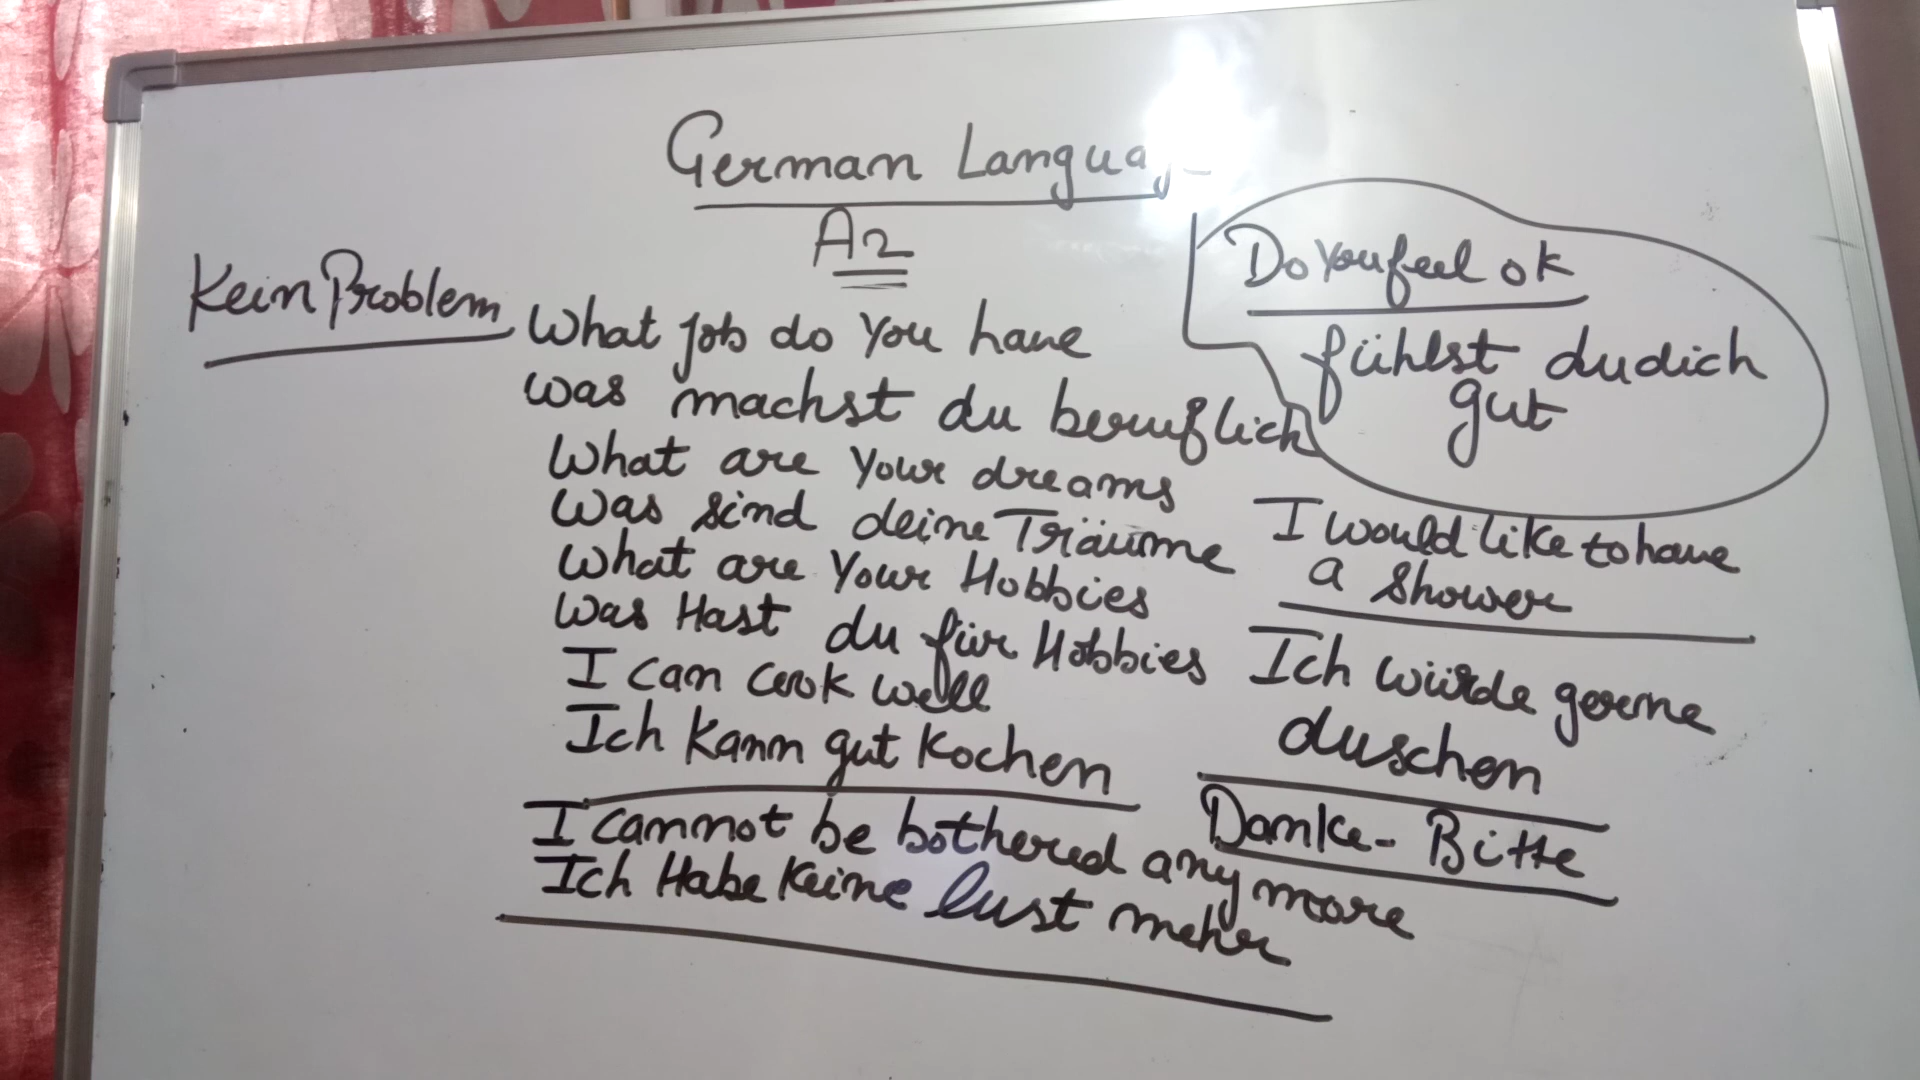 German Language
A2
Kein Problem
What job do You have
was machst du beruflich
What are Your dreams
Was sind deine Träume
What are Your Hobbies
Was Hast du für Hobbies
I can cook well
Ich Kann gut Kochen
I cannot be bothered any more
Ich Habe Keine lust mehr
Do You feel ok
fühlst du dich
gut
I would like to have
a shower
Ich würde gerne
duschen
Danke - Bitte